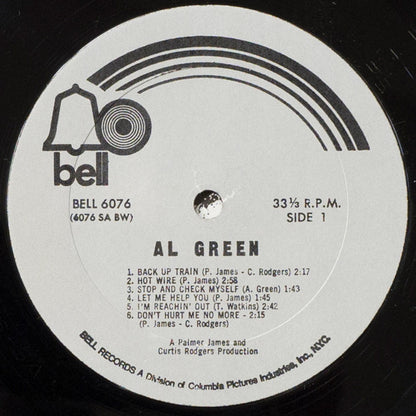 bell
BELL 6076
(6076 SA BW)
33⅓ R.P.M.
SIDE 1
AL GREEN
1. BACK UP TRAIN (P. James - C. Rodgers) 2:17
2. HOT WIRE (P. James) 2:58
3. STOP AND CHECK MYSELF (A. Green) 1:43
4. LET ME HELP YOU (P. James) 1:45
5. I'M REACHIN' OUT (T. Watkins) 2:42
6. DON'T HURT ME NO MORE - 2:15
(P. James - C. Rodgers)
A Palmer James and
Curtis Rodgers Production
BELL RECORDS A Division of Columbia Pictures Industries, Inc, NYC.